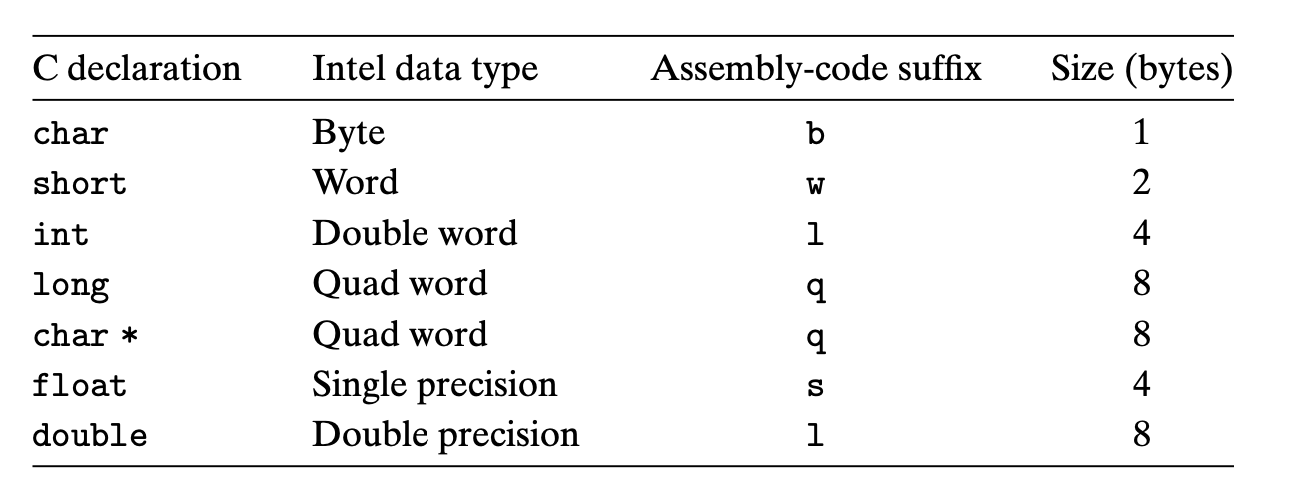 C declaration Intel data type Assembly-code suffix Size (bytes)
char Byte b 1
short Word w 2
int Double word l 4
long Quad word q 8
char * Quad word q 8
float Single precision s 4
double Double precision l 8